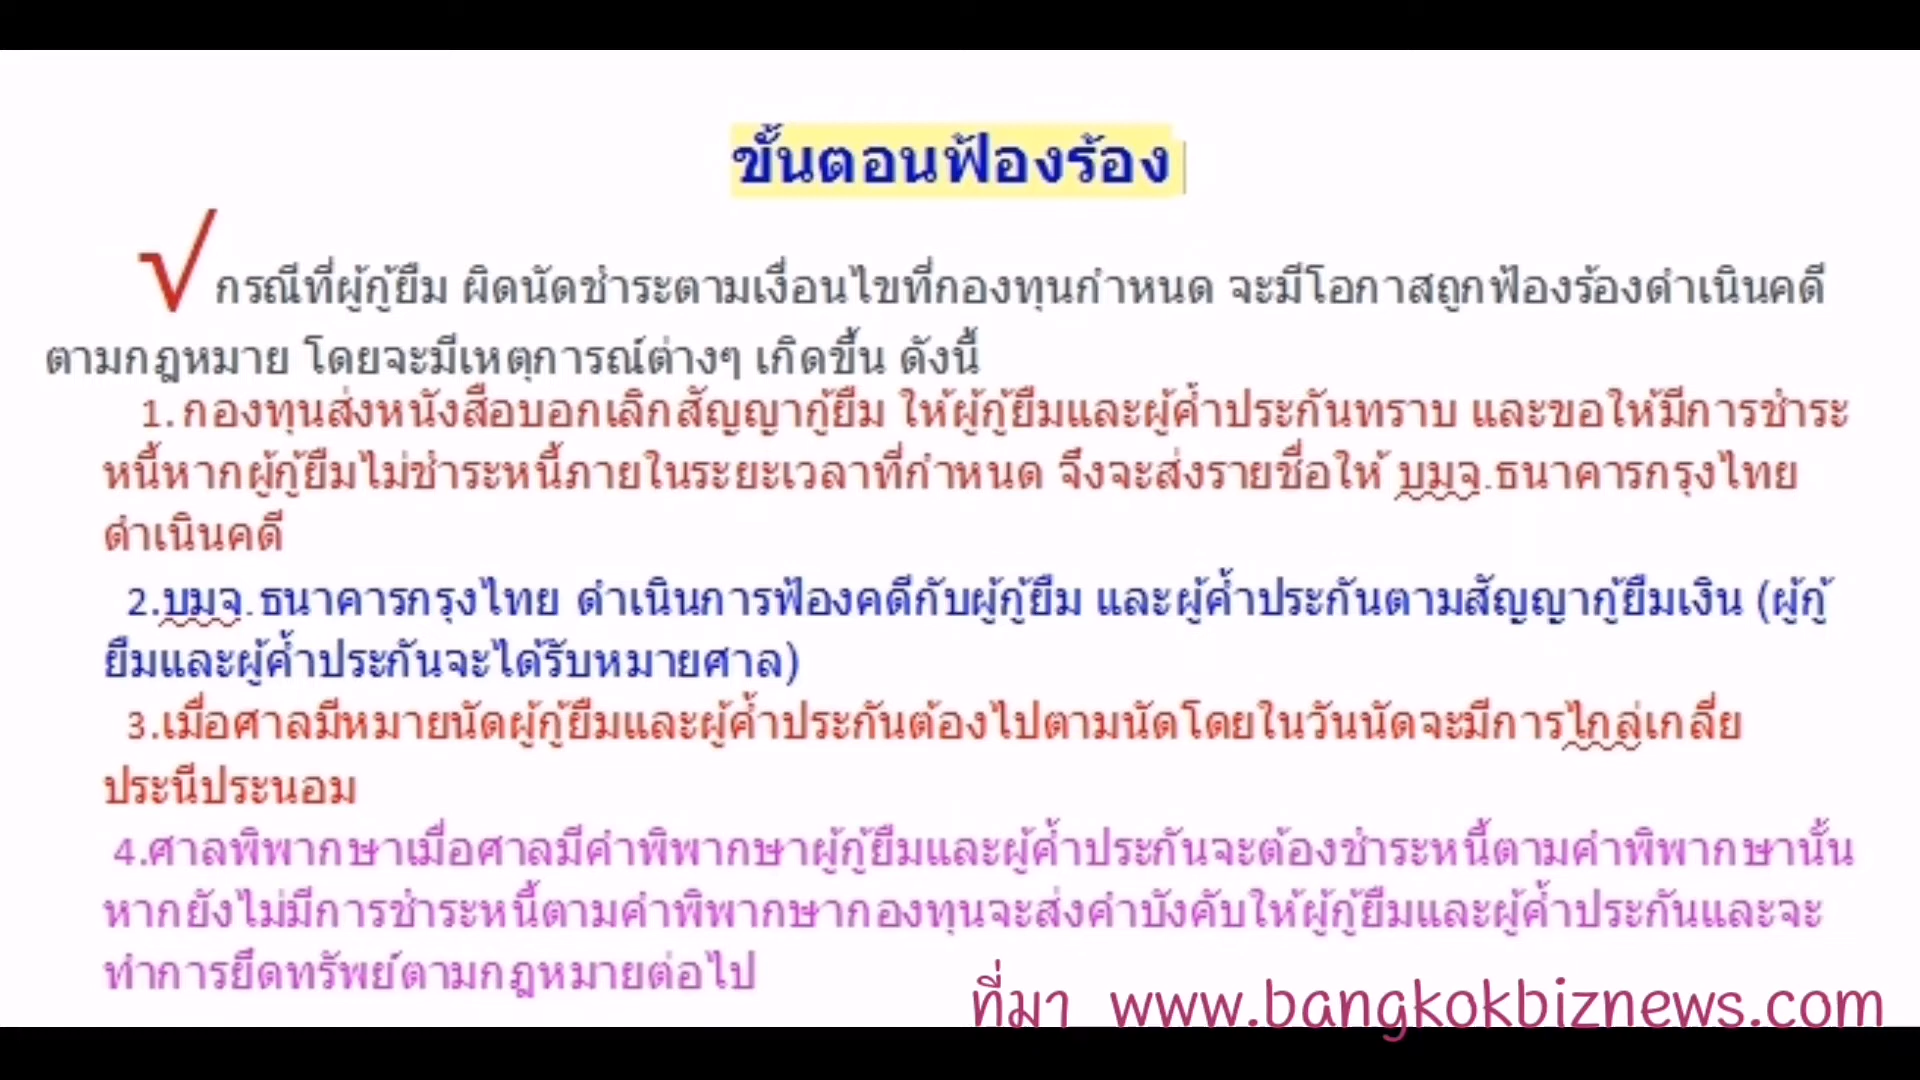 ขั้นตอนฟ้องร้อง
√ กรณีที่ผู้กู้ยืม ผิดนัดชำระตามเงื่อนไขที่กองทุนกำหนด จะมีโอกาสถูกฟ้องร้องดำเนินคดี
ตามกฎหมาย โดยจะมีเหตุการณ์ต่างๆ เกิดขึ้น ดังนี้
1. กองทุนส่งหนังสือบอกเลิกสัญญากู้ยืม ให้ผู้กู้ยืมและผู้ค้ำประกันทราบ และขอให้มีการชำระ
หนี้หากผู้กู้ยืมไม่ชำระหนี้ภายในระยะเวลาที่กำหนด จึงจะส่งรายชื่อให้ บมจ.ธนาคารกรุงไทย
ดำเนินคดี
2.บมจ.ธนาคารกรุงไทย ดำเนินการฟ้องคดีกับผู้กู้ยืม และผู้ค้ำประกันตามสัญญากู้ยืมเงิน (ผู้กู้
ยืมและผู้ค้ำประกันจะได้รับหมายศาล)
3.เมื่อศาลมีหมายนัดผู้กู้ยืมและผู้ค้ำประกันต้องไปตามนัดโดยในวันนัดจะมีการไกล่เกลี่ย
ประนีประนอม
4.ศาลพิพากษาเมื่อศาลมีคำพิพากษาผู้กู้ยืมและผู้ค้ำประกันจะต้องชำระหนี้ตามคำพิพากษานั้น
หากยังไม่มีการชำระหนี้ตามคำพิพากษากองทุนจะส่งคำบังคับให้ผู้กู้ยืมและผู้ค้ำประกันและจะ
ทำการยึดทรัพย์ตามกฎหมายต่อไป
ที่มา www.bangkokbiznews.com